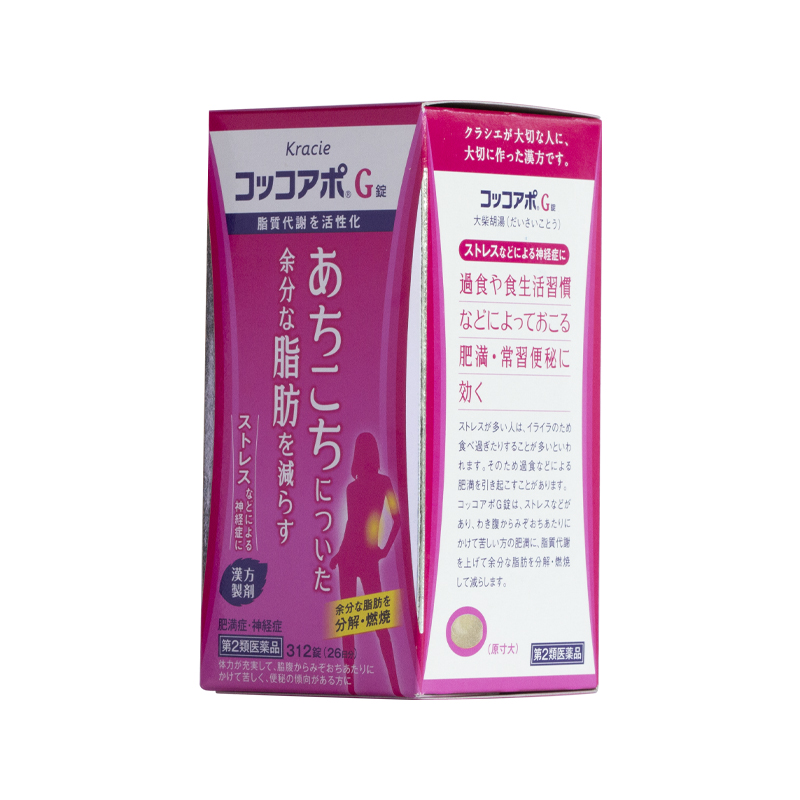 Kracie
コッコアポ®G錠
脂質代謝を活性化
あちこちについた
余分な脂肪を減らす
ストレスなどによる
神経症に
漢方
製剤
余分な脂肪を
分解・燃焼
肥満症・神経症
第2類医薬品 312錠(26日分)
体力が充実して、脇腹からみぞおちあたりに
かけて苦しく、便秘の傾向がある方に
クラシエが大切な人に、
大切に作った漢方です。
コッコアポ®G錠
大柴胡湯(だいさいことう)
ストレスなどによる神経症に
過食や食生活習慣
などによっておこる
肥満・常習便秘に
効く
ストレスが多い人は、イライラのため
食べ過ぎたりすることが多いといわ
れます。そのため過食などによる
肥満を引き起こすことがあります。
コッコアポG錠は、ストレスなどが
あり、わき腹からみぞおちあたりに
かけて苦しい方の肥満に、脂質代謝
を上げて余分な脂肪を分解・燃焼
して減らします。
(原寸大)
第2類医薬品